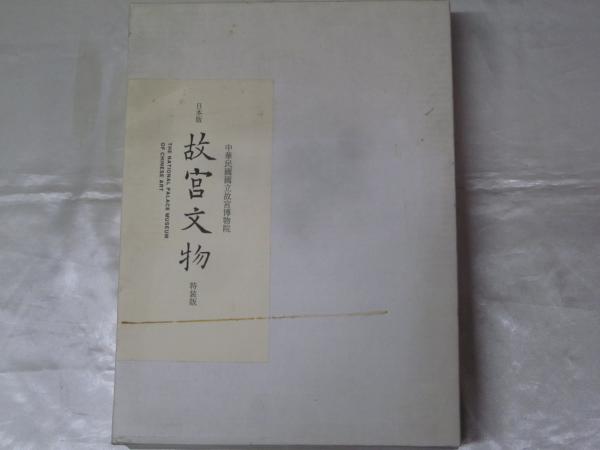 中華民國國立故宮博物院
日本版
故宮文物
特装版
THE NATIONAL PALACE MUSEUM
OF CHINESE ART